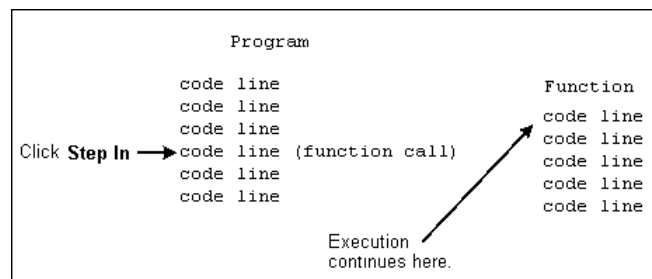 Program
code line
code line
code line
Click Step In code line (function call)
code line
code line
Function
code line
code line
code line
code line
code line
Execution
continues here.